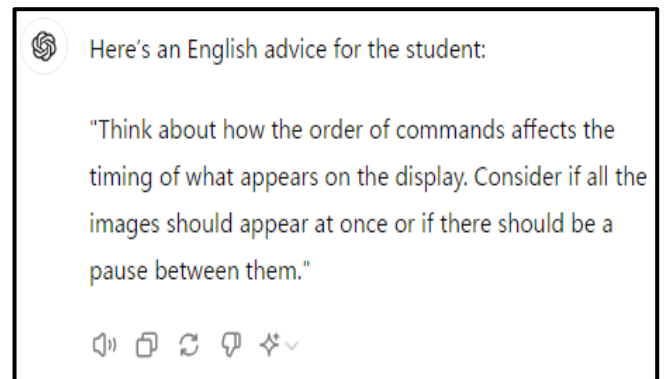 Here's an English advice for the student:
"Think about how the order of commands affects the
timing of what appears on the display. Consider if all the
images should appear at once or if there should be a
pause between them."